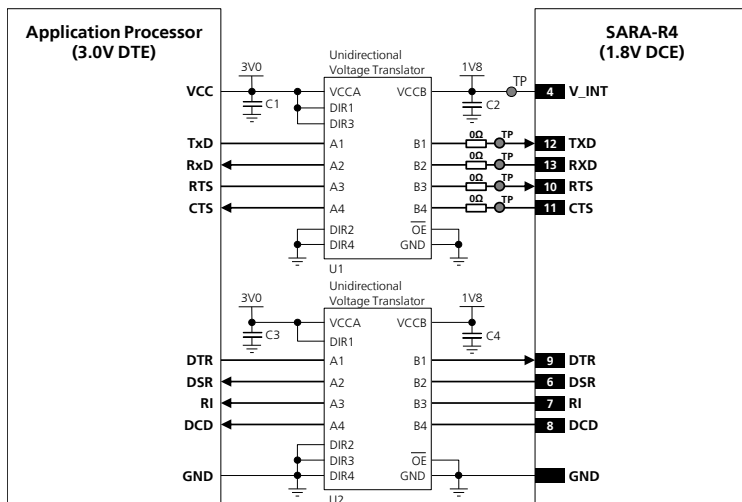 Application Processor
(3.0V DTE)
SARA-R4
(1.8V DCE)
Unidirectional
Voltage Translator
3V0
1V8
TP
VCC
C1
VCCA
VCCB
C2
4
V_INT
DIR1
DIR3
TxD
A1
B1
0Ω
TP
12
TXD
RxD
A2
B2
0Ω
TP
13
RXD
RTS
A3
B3
0Ω
TP
10
RTS
CTS
A4
B4
0Ω
TP
11
CTS
DIR2
OE
DIR4
GND
U1
Unidirectional
Voltage Translator
3V0
1V8
VCCA
VCCB
C3
C4
DIR1
DTR
A1
B1
9
DTR
DSR
A2
B2
6
DSR
RI
A3
B3
7
RI
DCD
A4
B4
8
DCD
DIR2
DIR3
OE
GND
DIR4
GND
GND
U2